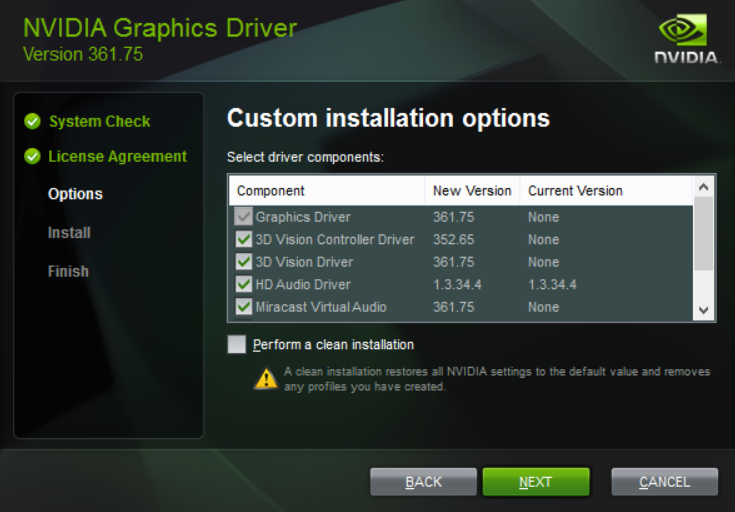 NVIDIA Graphics Driver
Version 361.75
NVIDIA.
System Check
License Agreement
Options
Install
Finish
Custom installation options
Select driver components:
Component New Version Current Version
Graphics Driver 361.75 None
3D Vision Controller Driver 352.65 None
3D Vision Driver 361.75 None
HD Audio Driver 1.3.34.4 1.3.34.4
Miracast Virtual Audio 361.75 None
Perform a clean installation
A clean installation restores all NVIDIA settings to the default value and removes
any profiles you have created.
BACK NEXT CANCEL